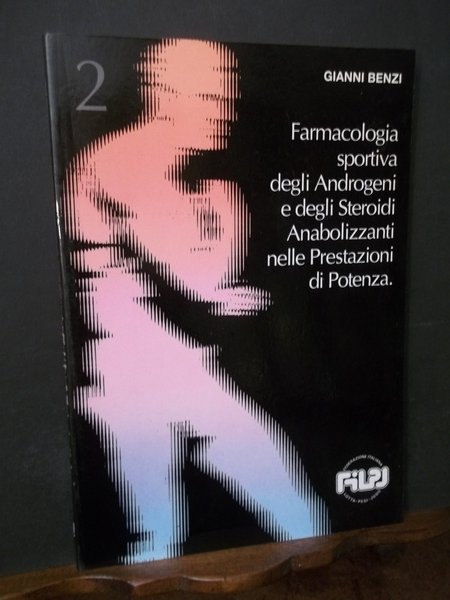 2
GIANNI BENZI
Farmacologia
sportiva
degli Androgeni
e degli Steroidi
Anabolizzanti
nelle Prestazioni
di Potenza.
FILPJ